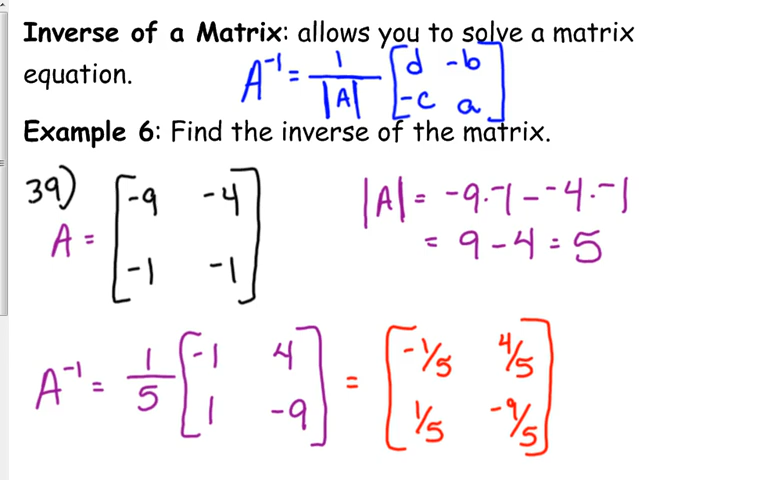 Inverse of a Matrix: allows you to solve a matrix
equation. A⁻¹ = 1/|A| [d -b
-c a]
Example 6: Find the inverse of the matrix.
39) A = [-9 -4
-1 -1]
|A| = -9·-1 - -4·-1
= 9 - 4 = 5
A⁻¹ = 1/5 [-1 4
1 -9] = [-1/5 4/5
1/5 -9/5]